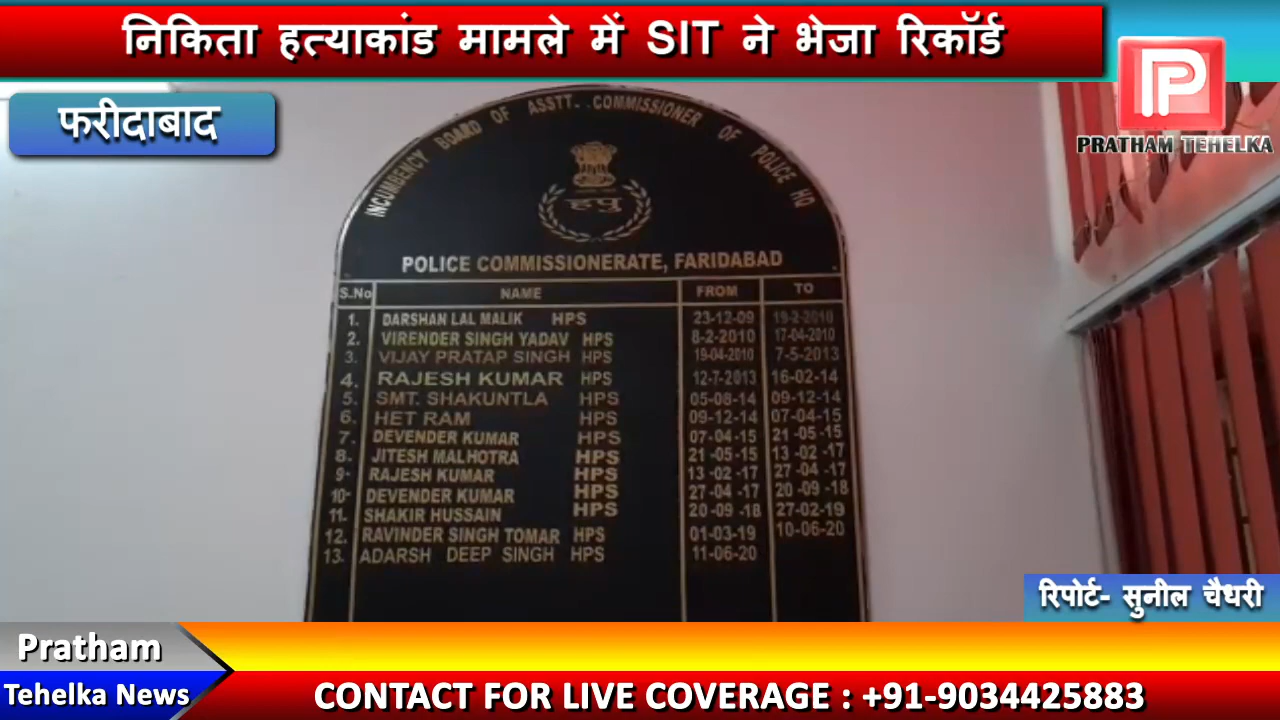 निकिता हत्याकांड मामले में SIT ने भेजा रिकॉर्ड
फरीदाबाद
P
PRATHAM TEHELKA
INCUMBENCY BOARD OF ASSTT. COMMISSIONER OF POLICE HQ
हपु
POLICE COMMISSIONERATE, FARIDABAD
S.No NAME FROM TO
1. DARSHAN LAL MALIK HPS 23-12-09 19-2-2010
2. VIRENDER SINGH YADAV HPS 8-2-2010 17-04-2010
3. VIJAY PRATAP SINGH HPS 19-04-2010 7-5-2013
4. RAJESH KUMAR HPS 12-7-2013 16-02-14
5. SMT. SHAKUNTLA HPS 05-08-14 09-12-14
6. HET RAM HPS 09-12-14 07-04-15
7. DEVENDER KUMAR HPS 07-04-15 21-05-15
8. JITESH MALHOTRA HPS 21-05-15 13-02-17
9- RAJESH KUMAR HPS 13-02-17 27-04-17
10- DEVENDER KUMAR HPS 27-04-17 20-09-18
11. SHAKIR HUSSAIN HPS 20-09-18 27-02-19
12. RAVINDER SINGH TOMAR HPS 01-03-19 10-06-20
13. ADARSH DEEP SINGH HPS 11-06-20
रिपोर्ट- सुनील चैधरी
Pratham
Tehelka News
CONTACT FOR LIVE COVERAGE : +91-9034425883